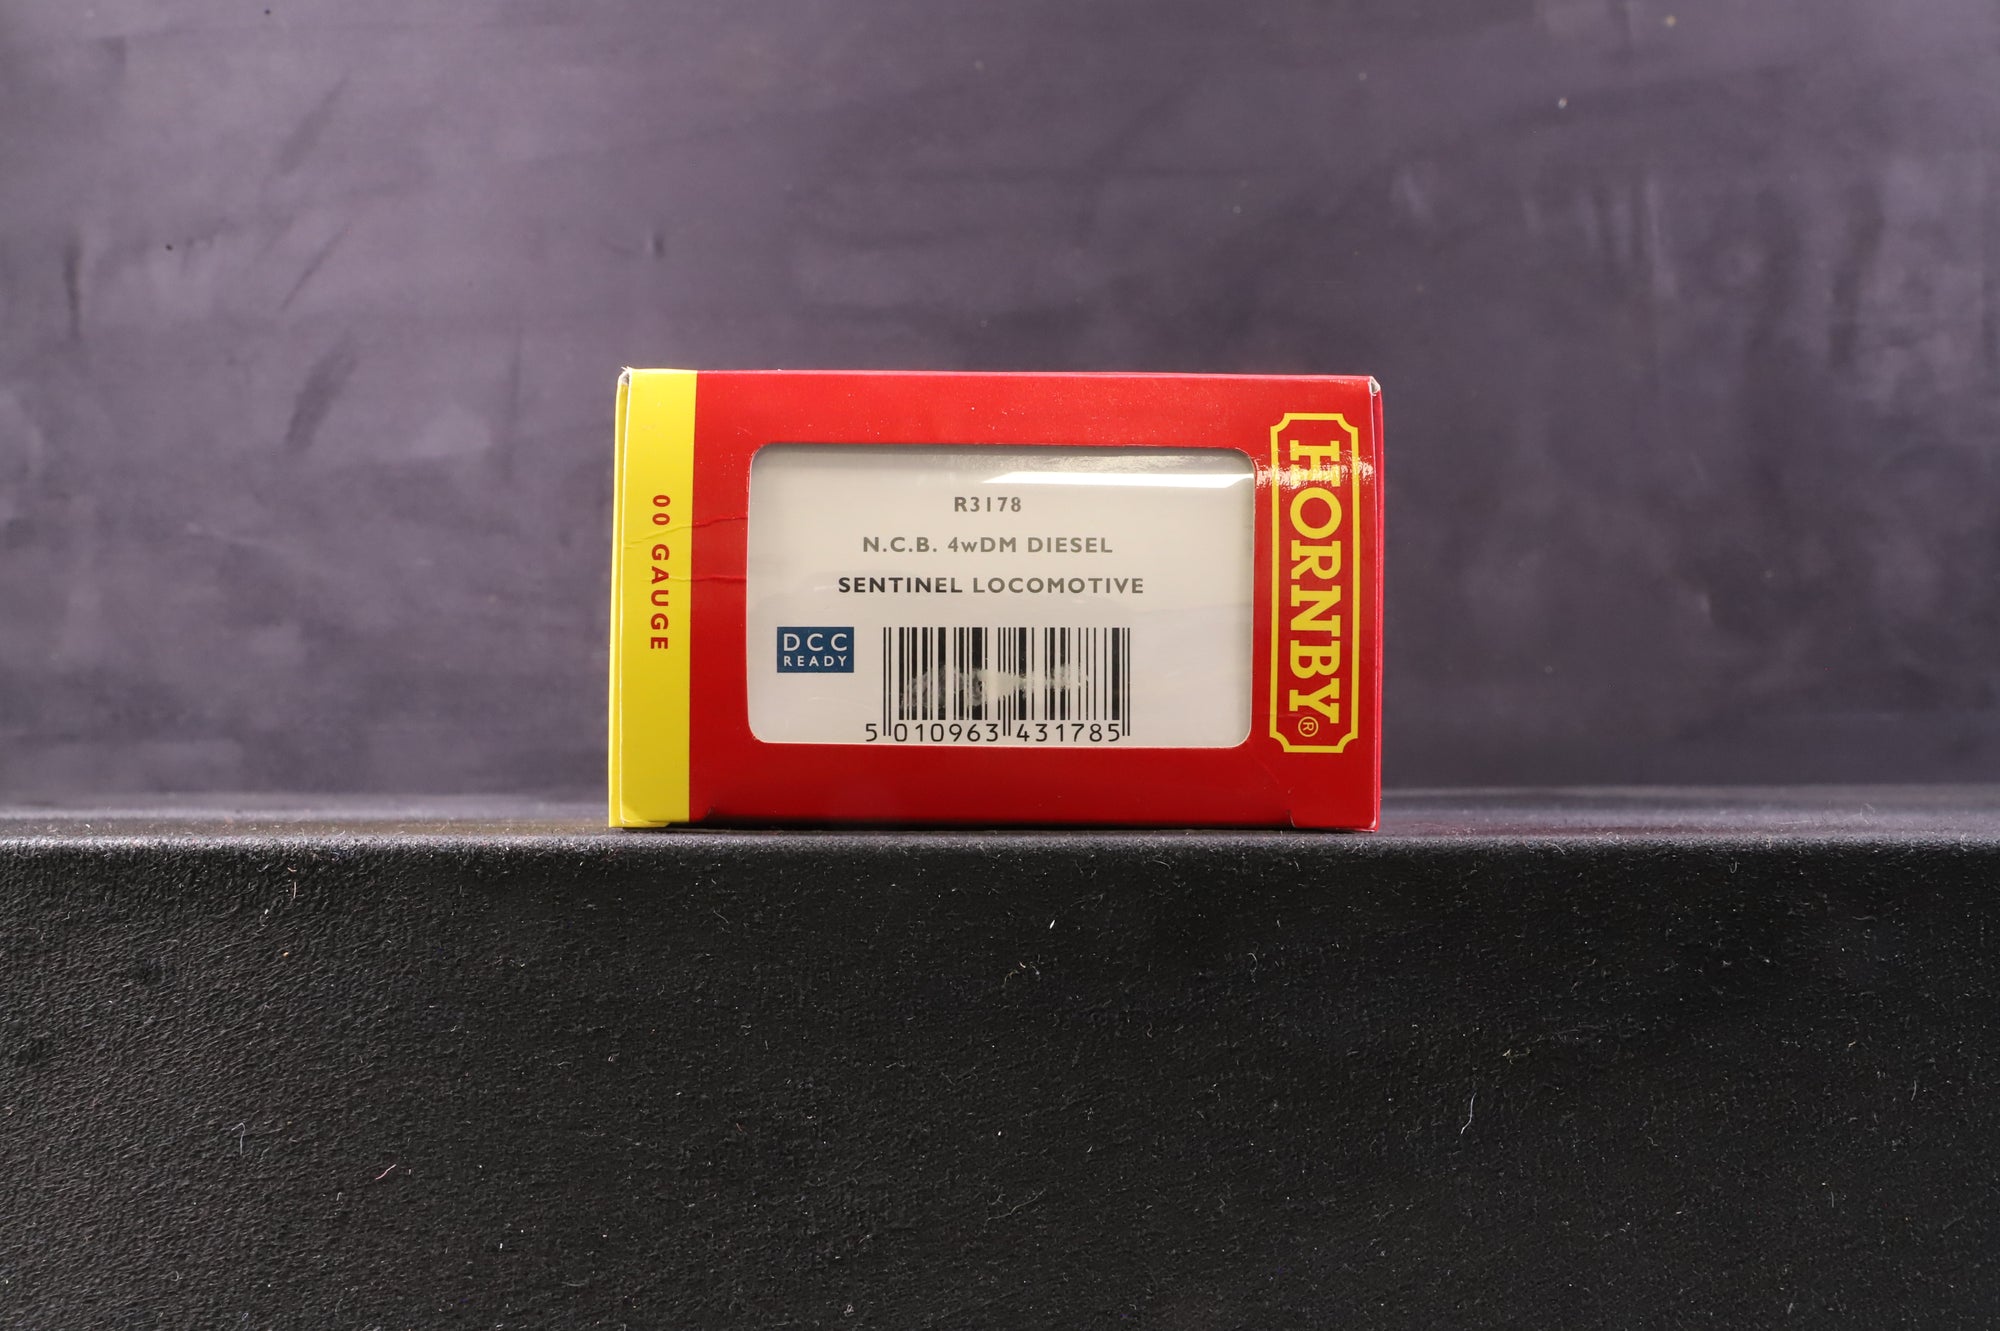 00 GAUGE
R3178
N.C.B. 4wDM DIESEL
SENTINEL LOCOMOTIVE
DCC
READY
5 010963 431785
HORNBY®